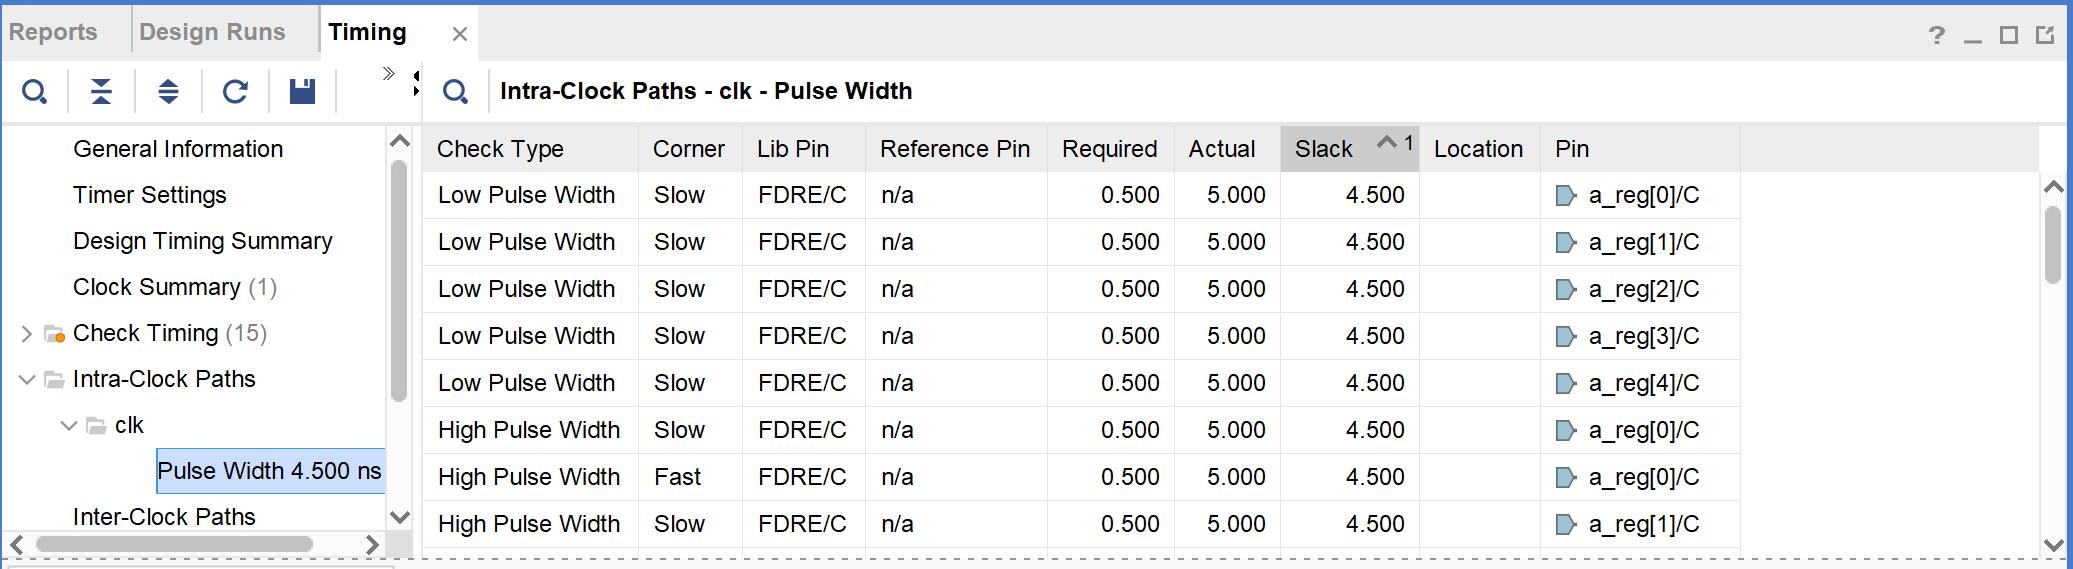 Reports Design Runs Timing
Intra-Clock Paths - clk - Pulse Width
General Information
Timer Settings
Design Timing Summary
Clock Summary (1)
Check Timing (15)
Intra-Clock Paths
clk
Pulse Width 4.500 ns
Inter-Clock Paths
Check Type Corner Lib Pin Reference Pin Required Actual Slack 1 Location Pin
Low Pulse Width Slow FDRE/C n/a 0.500 5.000 4.500 a_reg[0]/C
Low Pulse Width Slow FDRE/C n/a 0.500 5.000 4.500 a_reg[1]/C
Low Pulse Width Slow FDRE/C n/a 0.500 5.000 4.500 a_reg[2]/C
Low Pulse Width Slow FDRE/C n/a 0.500 5.000 4.500 a_reg[3]/C
Low Pulse Width Slow FDRE/C n/a 0.500 5.000 4.500 a_reg[4]/C
High Pulse Width Slow FDRE/C n/a 0.500 5.000 4.500 a_reg[0]/C
High Pulse Width Fast FDRE/C n/a 0.500 5.000 4.500 a_reg[0]/C
High Pulse Width Slow FDRE/C n/a 0.500 5.000 4.500 a_reg[1]/C